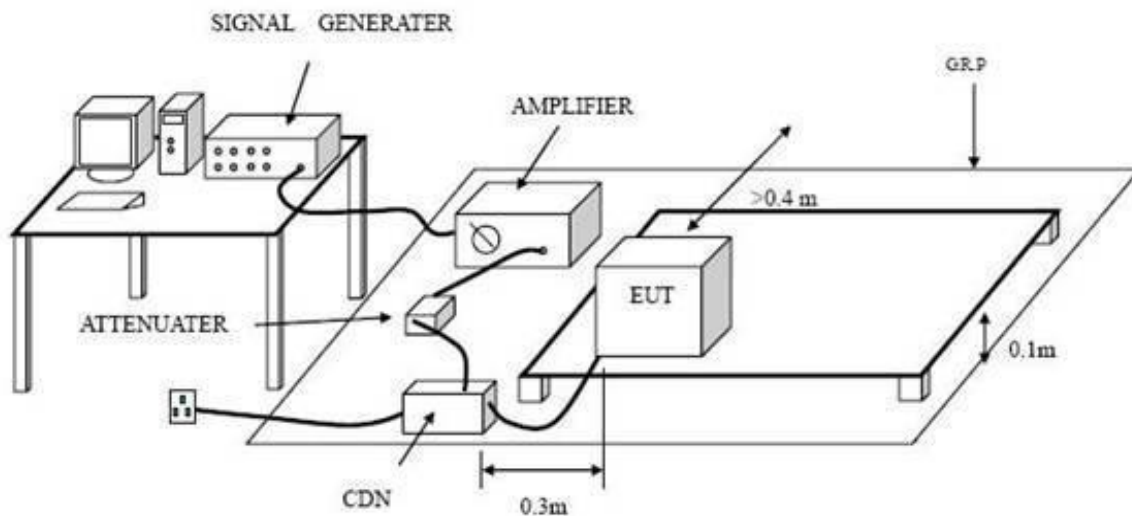 SIGNAL GENERATER
GRP
AMPLIFIER
>0.4 m
EUT
ATTENUATER
0.1m
CDN
0.3m